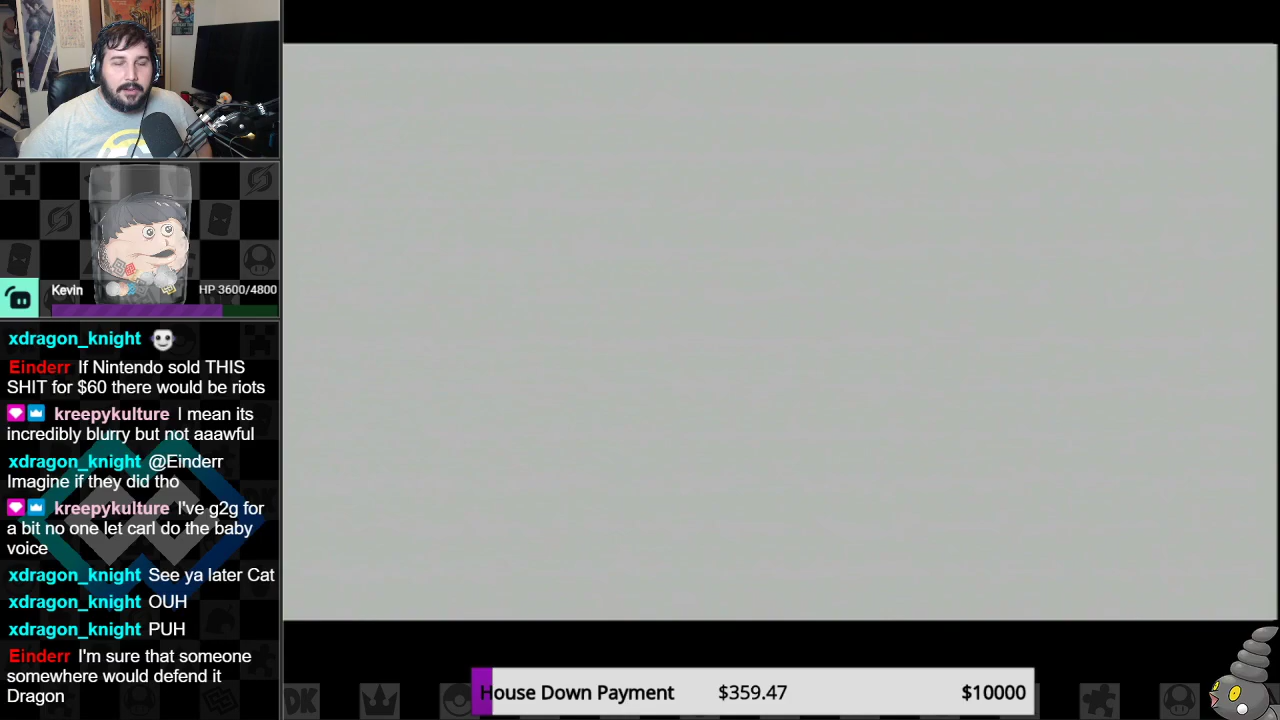 Kevin
HP 3600/4800
xdragon_knight
Einderr If Nintendo sold THIS
SHIT for $60 there would be riots
kreepykulture I mean its
incredibly blurry but not aaawful
xdragon_knight @Einderr
Imagine if they did tho
kreepykulture I've g2g for
a bit no one let carl do the baby
voice
xdragon_knight See ya later Cat
xdragon_knight OUH
xdragon_knight PUH
Einderr I'm sure that someone
somewhere would defend it
Dragon
DK
House Down Payment $359.47 $10000